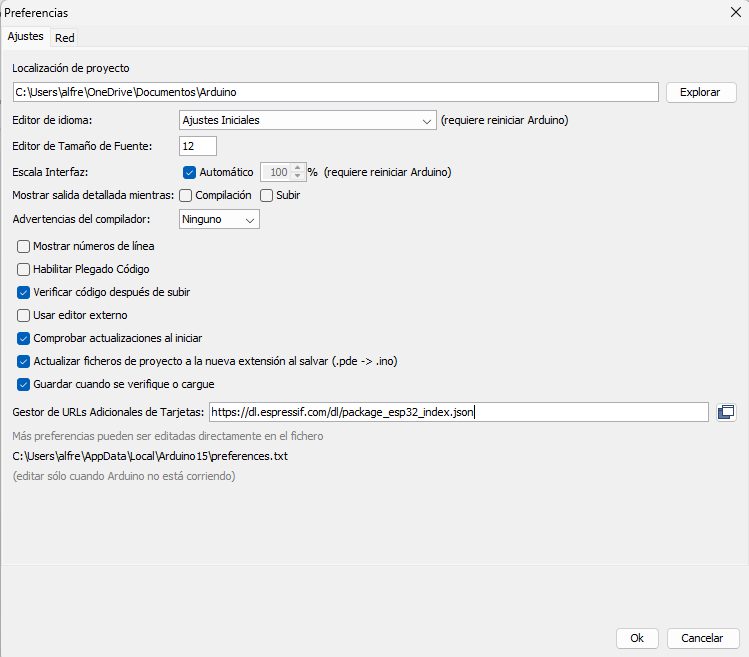 Preferencias
Ajustes Red
Localización de proyecto
C:\Users\alfre\OneDrive\Documentos\Arduino Explorar
Editor de idioma: Ajustes Iniciales (requiere reiniciar Arduino)
Editor de Tamaño de Fuente: 12
Escala Interfaz: Automático 100 % (requiere reiniciar Arduino)
Mostrar salida detallada mientras: Compilación Subir
Advertencias del compilador: Ninguno
Mostrar números de línea
Habilitar Plegado Código
Verificar código después de subir
Usar editor externo
Comprobar actualizaciones al iniciar
Actualizar ficheros de proyecto a la nueva extensión al salvar (.pde -> .ino)
Guardar cuando se verifique o cargue
Gestor de URLs Adicionales de Tarjetas: https://dl.espressif.com/dl/package_esp32_index.json
Más preferencias pueden ser editadas directamente en el fichero
C:\Users\alfre\AppData\Local\Arduino15\preferences.txt
(editar sólo cuando Arduino no está corriendo)
Ok Cancelar